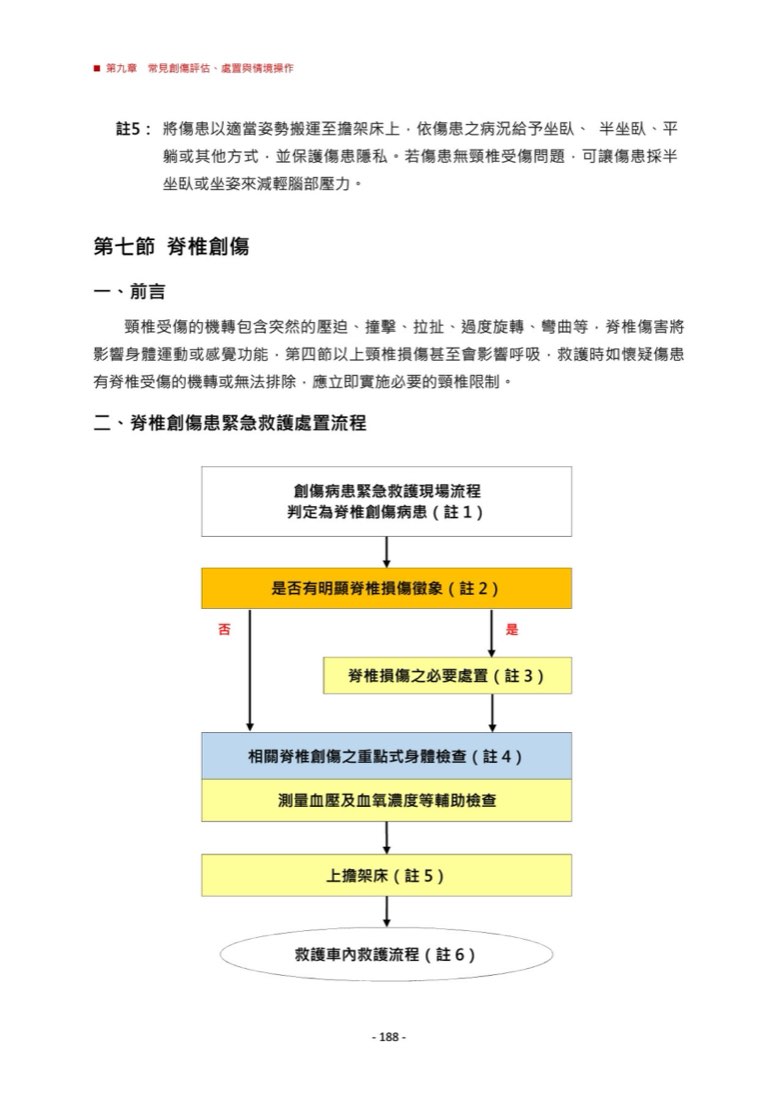 ■ 第九章 常見創傷評估、處置與情境操作
註5： 將傷患以適當姿勢搬運至擔架床上，依傷患之病況給予坐臥、 半坐臥、平
躺或其他方式，並保護傷患隱私。若傷患無頸椎受傷問題，可讓傷患採半
坐臥或坐姿來減輕腦部壓力。
第七節 脊椎創傷
一、前言
頸椎受傷的機轉包含突然的壓迫、撞擊、拉扯、過度旋轉、彎曲等，脊椎傷害將
影響身體運動或感覺功能，第四節以上頸椎損傷甚至會影響呼吸，救護時如懷疑傷患
有脊椎受傷的機轉或無法排除，應立即實施必要的頸椎限制。
二、脊椎創傷患緊急救護處置流程
創傷病患緊急救護現場流程
判定為脊椎創傷病患（註1）
是否有明顯脊椎損傷徵象（註2）
否
是
脊椎損傷之必要處置（註3）
相關脊椎創傷之重點式身體檢查（註4）
測量血壓及血氧濃度等輔助檢查
上擔架床（註5）
救護車內救護流程（註6）
- 188 -